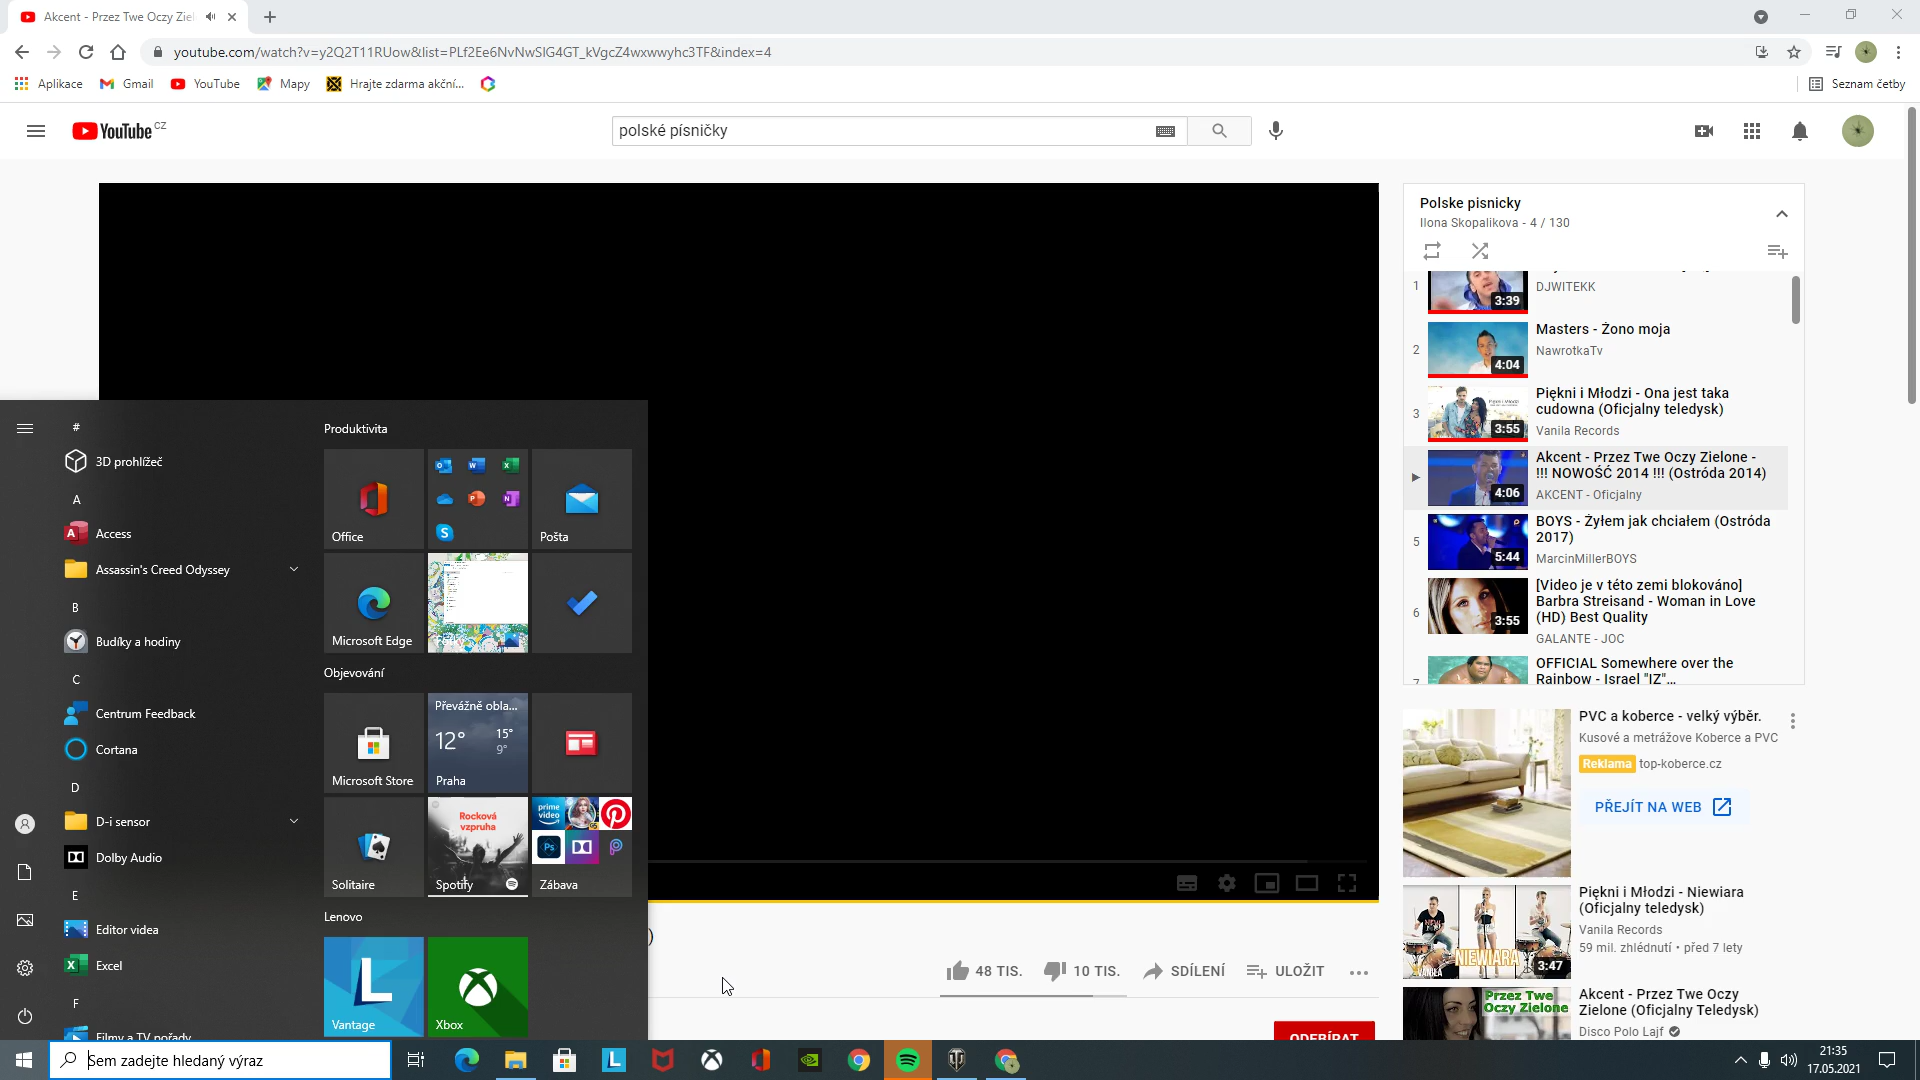 Akcent - Przez Twe Oczy Ziel
youtube.com/watch?v=y2Q2T11RUow&list=PLf2Ee6NvNwSIG4GT_kVgcZ4wxwwyhc3TF&index=4
Aplikace
Gmail
YouTube
Mapy
Hrajte zdarma akční...
Seznam četby
YouTube CZ
polské písničky
Polske pisnicky
Ilona Skopalikova - 4 / 130
1
3:39
DJWITEKK
2
4:04
Masters - Żono moja
NawrotkaTv
3
3:55
Piękni i Młodzi - Ona jest taka
cudowna (Oficjalny teledysk)
Vanila Records
4:06
Akcent - Przez Twe Oczy Zielone -
!!! NOWOŚĆ 2014 !!! (Ostróda 2014)
AKCENT - Oficjalny
5
5:44
BOYS - Żyłem jak chciałem (Ostróda
2017)
MarcinMillerBOYS
6
3:55
[Video je v této zemi blokováno]
Barbra Streisand - Woman in Love
(HD) Best Quality
GALANTE - JOC
7
OFFICIAL Somewhere over the
Rainbow - Israel "IZ"...
PVC a koberce - velký výběr.
Kusové a metrážove Koberce a PVC
Reklama top-koberce.cz
PŘEJÍT NA WEB
NIEWIARA
3:47
Piękni i Młodzi - Niewiara
(Oficjalny teledysk)
Vanila Records
59 mil. zhlédnutí • před 7 lety
Przez Twe
Oczy Zielone
Akcent - Przez Twe Oczy
Zielone (Oficjalny Teledysk)
Disco Polo Lajf
)
48 TIS.
10 TIS.
SDÍLENÍ
ULOŽIT
ODEBÍRAT
#
3D prohlížeč
A
Access
Assassin's Creed Odyssey
B
Budíky a hodiny
C
Centrum Feedback
Cortana
D
D-i sensor
Dolby Audio
E
Editor videa
Excel
F
Filmy a TV pořady
Produktivita
Office
Pošta
Microsoft Edge
Objevování
Microsoft Store
Převážně obla...
12°
15°
9°
Praha
Solitaire
Rocková
vzpruha
Spotify
prime
video
Ps
Zábava
Lenovo
L
Vantage
Xbox
Sem zadejte hledaný výraz
L
21:35
17.05.2021